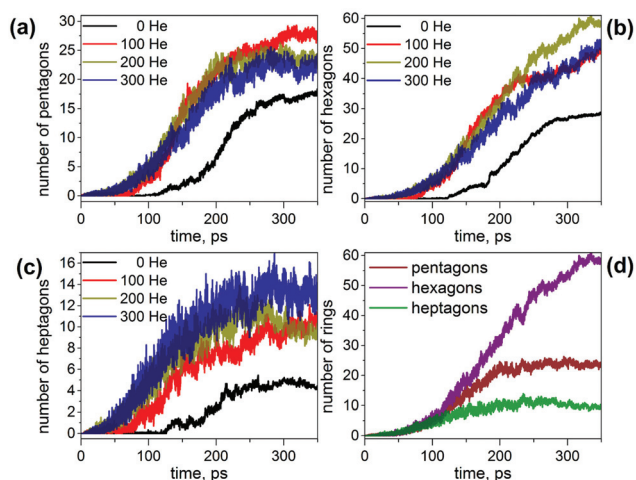 (a)
0 He
100 He
200 He
300 He
number of pentagons
30
25
20
15
10
5
0
0 100 200 300
time, ps
(b)
0 He
100 He
200 He
300 He
number of hexagons
60
50
40
30
20
10
0
0 100 200 300
time, ps
(c)
0 He
100 He
200 He
300 He
number of heptagons
16
14
12
10
8
6
4
2
0
0 100 200 300
time, ps
(d)
pentagons
hexagons
heptagons
number of rings
60
50
40
30
20
10
0
0 100 200 300
time, ps